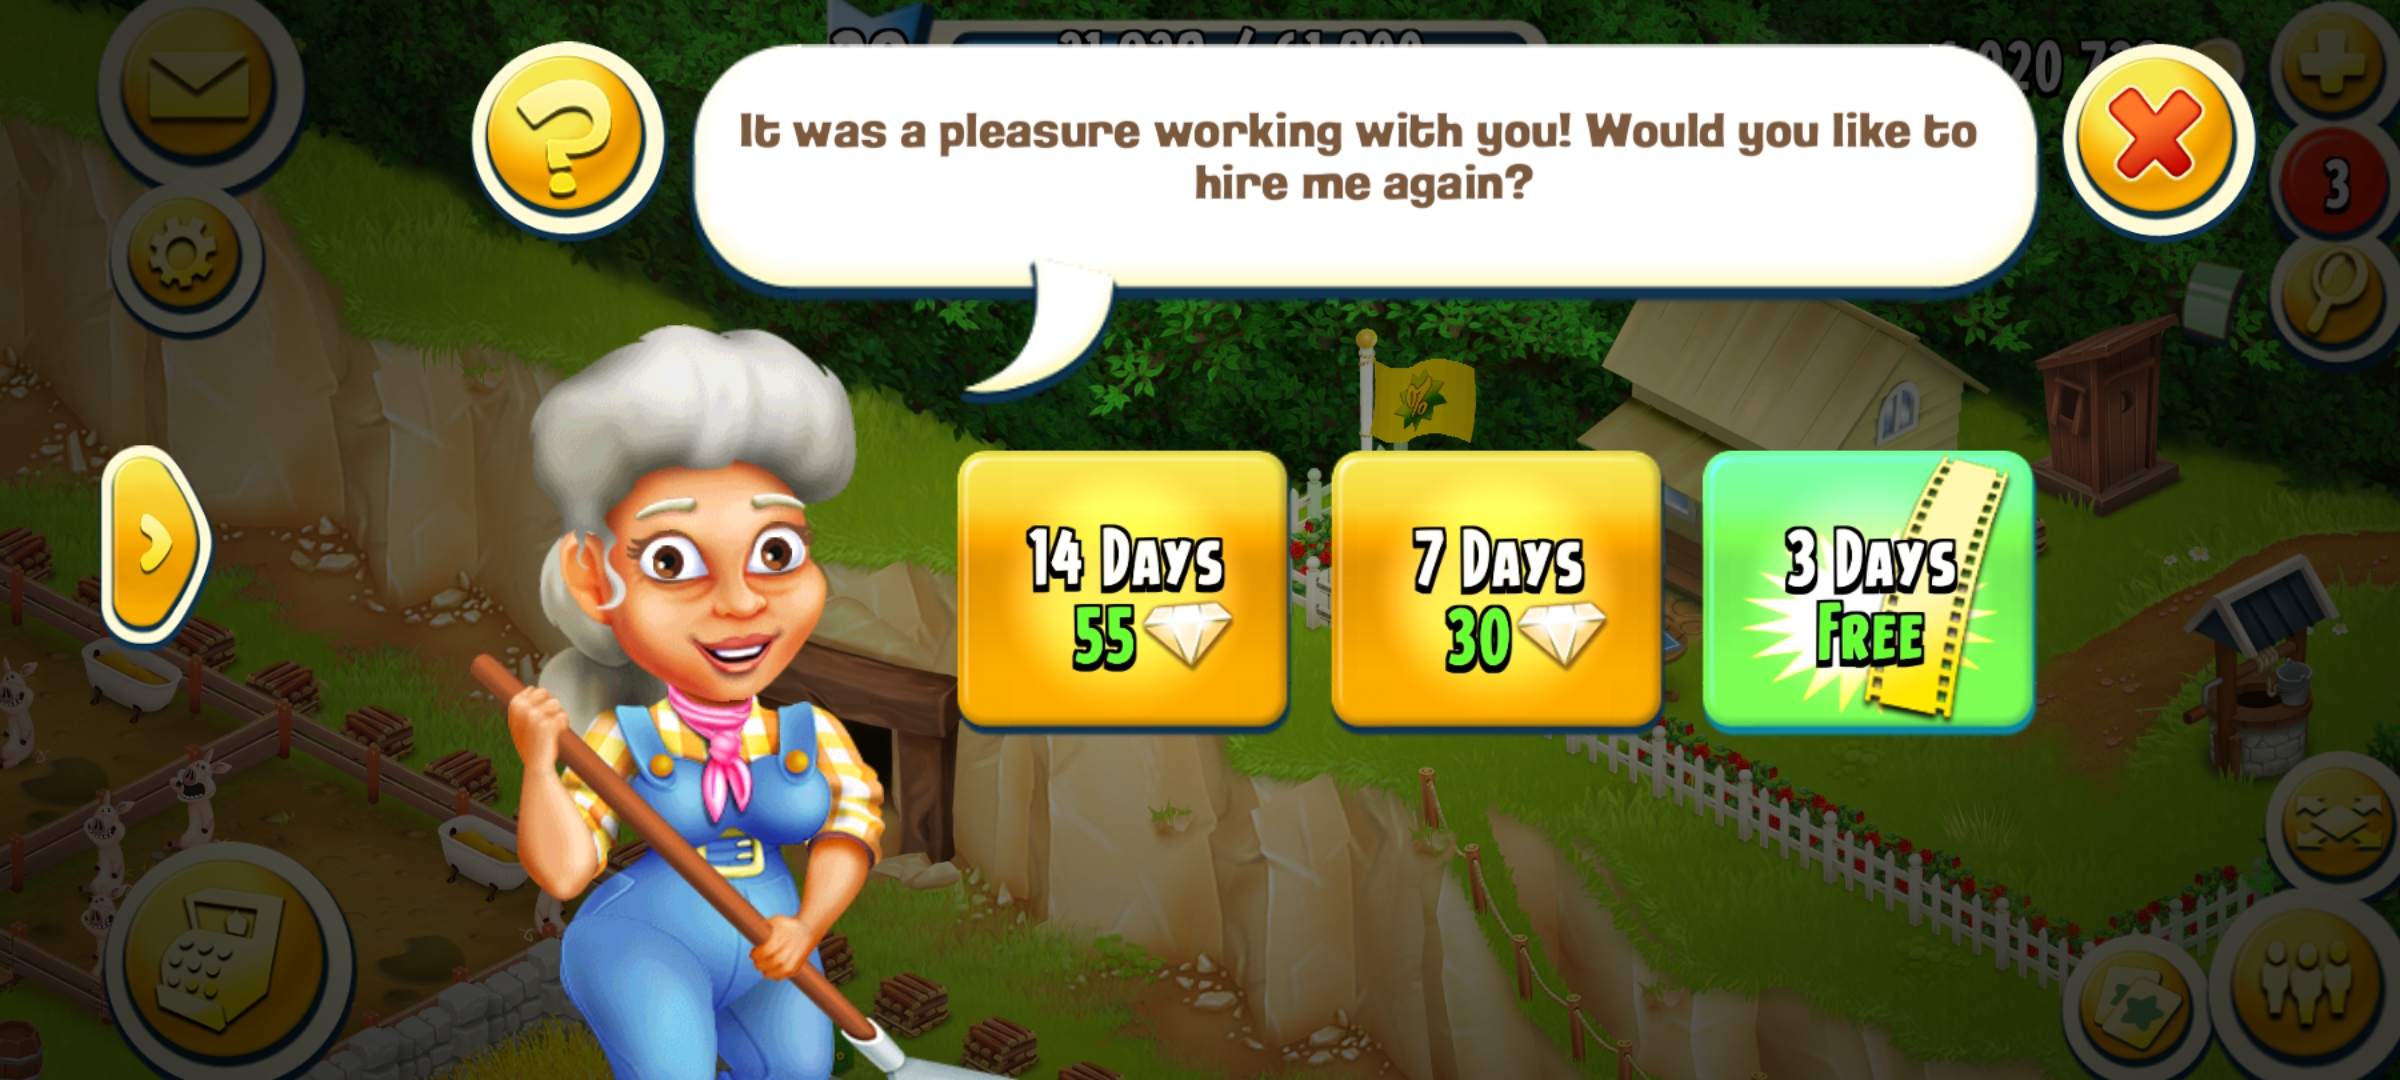 It was a pleasure working with you! Would you like to
hire me again?
3
14 Days
55
7 Days
30
3 Days
Free